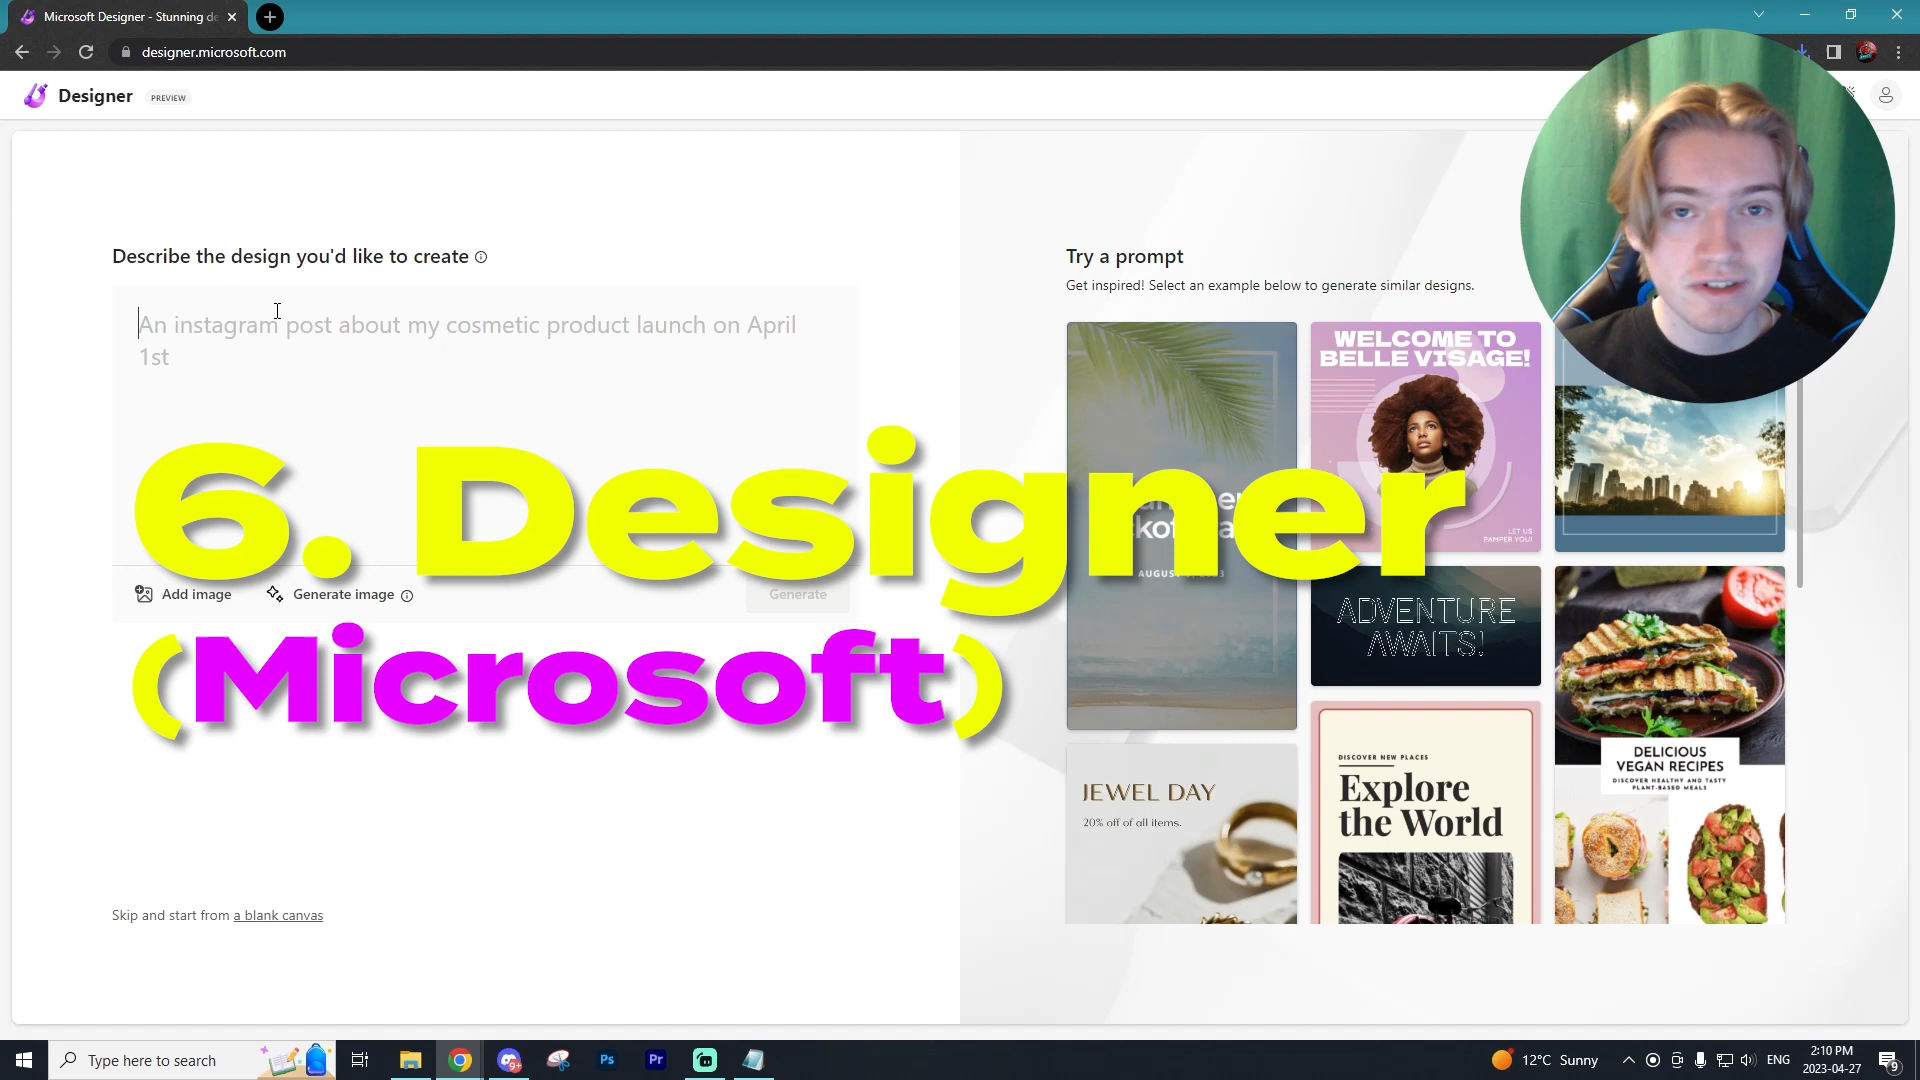 Microsoft Designer - Stunning de
designer.microsoft.com
Designer PREVIEW
Describe the design you'd like to create
An instagram post about my cosmetic product launch on April
1st
6. Designer
(Microsoft)
Add image
Generate image
Generate
Skip and start from a blank canvas
Try a prompt
Get inspired! Select an example below to generate similar designs.
WELCOME TO
BELLE VISAGE!
LET US
PAMPER YOU!
ADVENTURE
AWAITS!
JEWEL DAY
20% off of all items.
DISCOVER NEW PLACES
Explore
the World
DELICIOUS
VEGAN RECIPES
DISCOVER HEALTHY AND TASTY
PLANT-BASED MEALS
Type here to search
9+
Ps
Pr
12°C Sunny
ENG
2:10 PM
2023-04-27
9